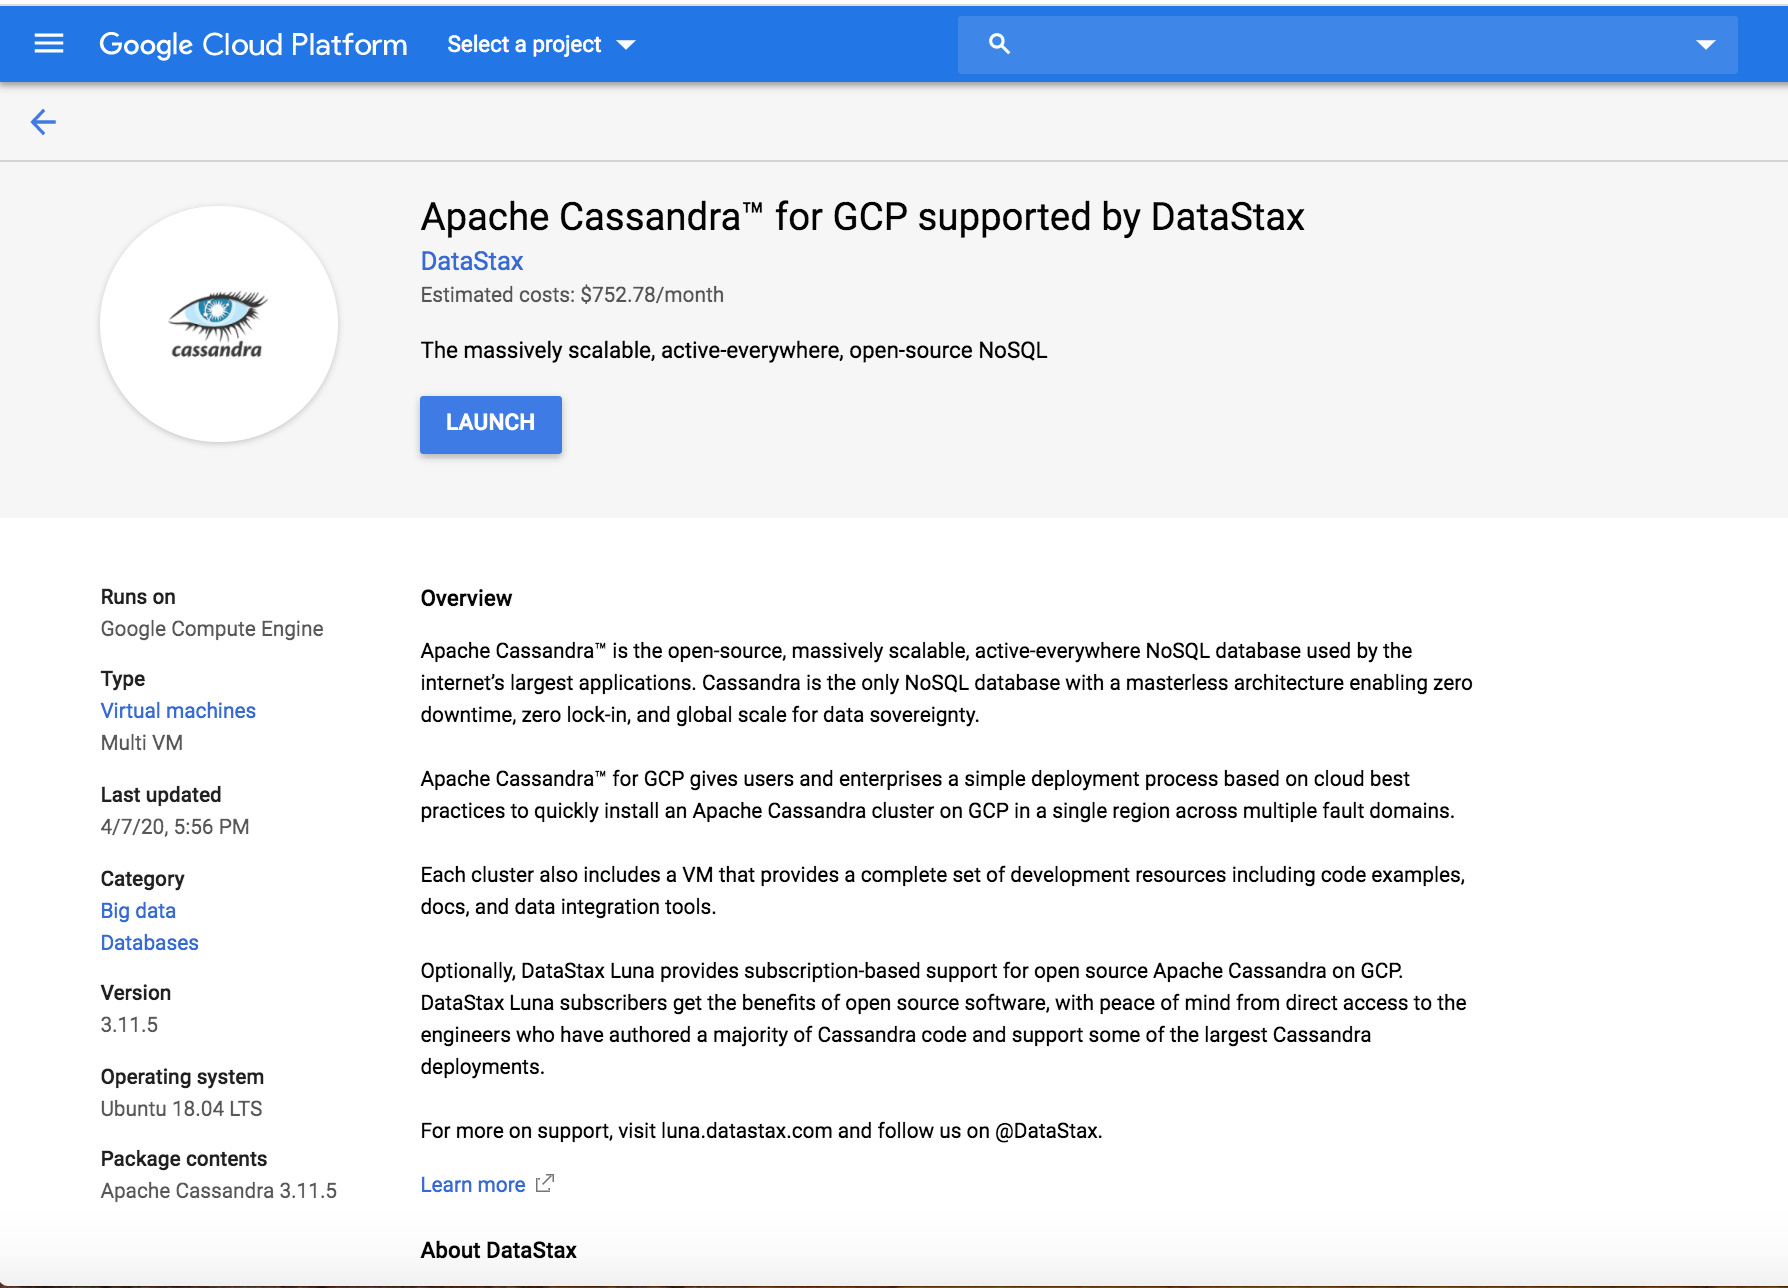 Google Cloud Platform
Select a project
Apache Cassandra™ for GCP supported by DataStax
DataStax
Estimated costs: $752.78/month
cassandra
The massively scalable, active-everywhere, open-source NoSQL
LAUNCH
Runs on
Google Compute Engine
Type
Virtual machines
Multi VM
Last updated
4/7/20, 5:56 PM
Category
Big data
Databases
Version
3.11.5
Operating system
Ubuntu 18.04 LTS
Package contents
Apache Cassandra 3.11.5
Overview
Apache Cassandra™ is the open-source, massively scalable, active-everywhere NoSQL database used by the
internet’s largest applications. Cassandra is the only NoSQL database with a masterless architecture enabling zero
downtime, zero lock-in, and global scale for data sovereignty.
Apache Cassandra™ for GCP gives users and enterprises a simple deployment process based on cloud best
practices to quickly install an Apache Cassandra cluster on GCP in a single region across multiple fault domains.
Each cluster also includes a VM that provides a complete set of development resources including code examples,
docs, and data integration tools.
Optionally, DataStax Luna provides subscription-based support for open source Apache Cassandra on GCP.
DataStax Luna subscribers get the benefits of open source software, with peace of mind from direct access to the
engineers who have authored a majority of Cassandra code and support some of the largest Cassandra
deployments.
For more on support, visit luna.datastax.com and follow us on @DataStax.
Learn more
About DataStax